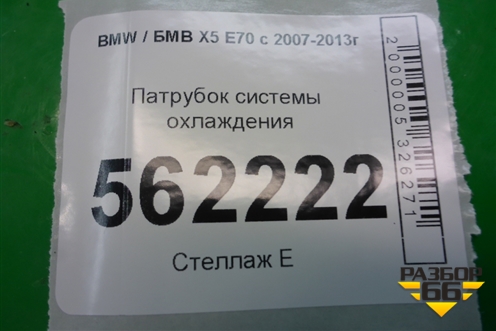 BMW / БМВ X5 E70 с 2007-2013г
Патрубок системы
охлаждения
562222
Стеллаж Е
2000005326271
РАЗБОР
66